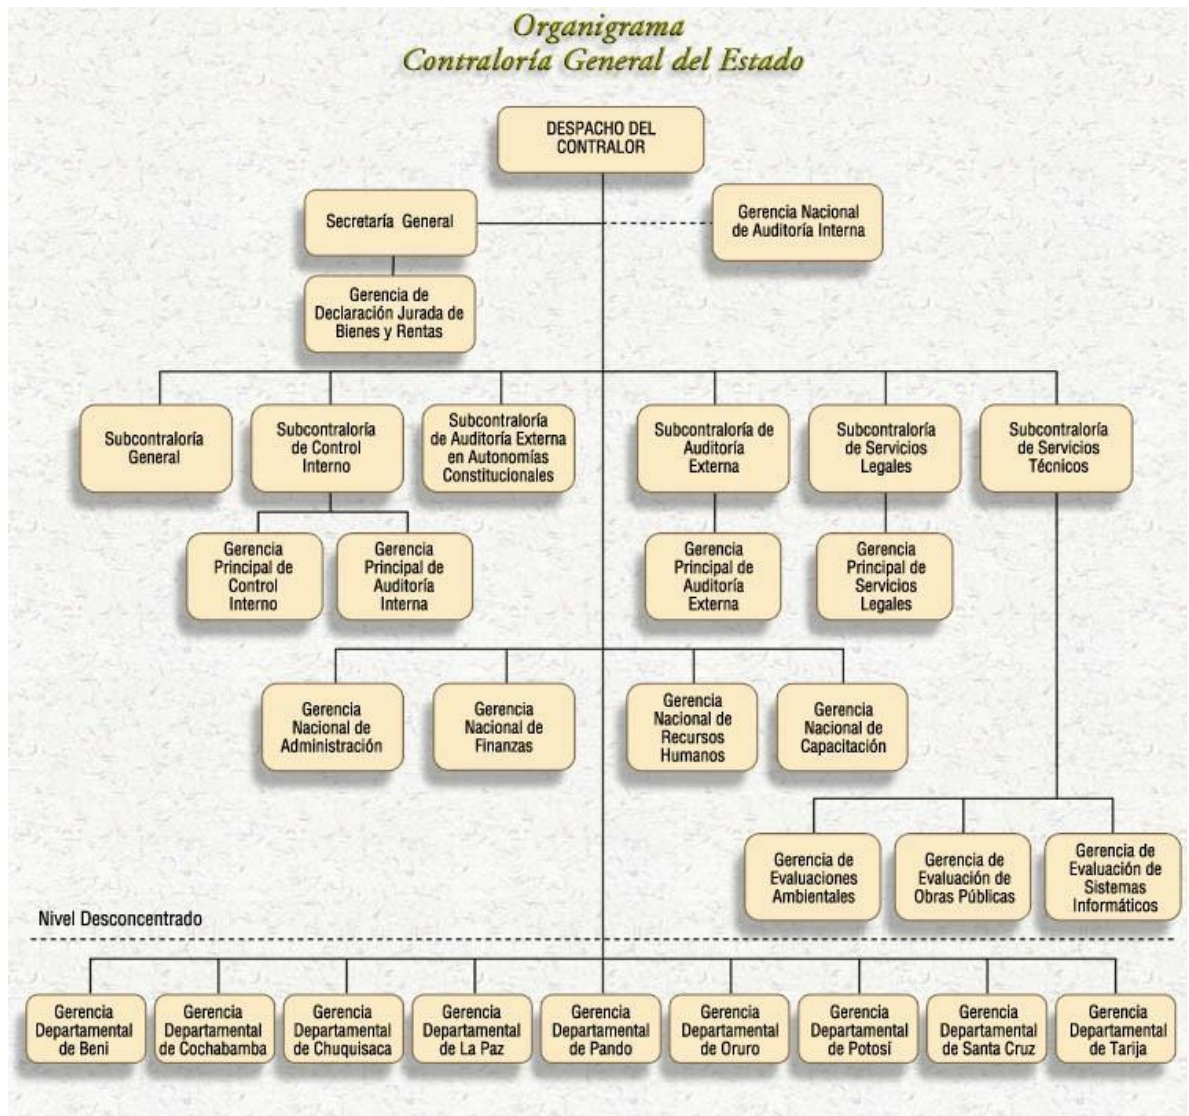 Organigrama
Contraloría General del Estado
DESPACHO DEL
CONTRALOR
Secretaría General
Gerencia Nacional
de Auditoría Interna
Gerencia de
Declaración Jurada de
Bienes y Rentas
Subcontraloría
General
Subcontraloría
de Control
Interno
Subcontraloría
de Auditoría Externa
en Autonomías
Constitucionales
Subcontraloría de
Auditoría
Externa
Subcontraloría
de Servicios
Legales
Subcontraloría
de Servicios
Técnicos
Gerencia
Principal de
Control
Interno
Gerencia
Principal de
Auditoría
Interna
Gerencia
Principal de
Auditoría
Externa
Gerencia
Principal de
Servicios
Legales
Gerencia
Nacional de
Administración
Gerencia
Nacional de
Finanzas
Gerencia
Nacional de
Recursos
Humanos
Gerencia
Nacional de
Capacitación
Gerencia de
Evaluaciones
Ambientales
Gerencia de
Evaluación de
Obras Públicas
Gerencia de
Evaluación de
Sistemas
Informáticos
Nivel Desconcentrado
Gerencia
Departamental
de Beni
Gerencia
Departamental
de Cochabamba
Gerencia
Departamental
de Chuquisaca
Gerencia
Departamental
de La Paz
Gerencia
Departamental
de Pando
Gerencia
Departamental
de Oruro
Gerencia
Departamental
de Potosí
Gerencia
Departamental
de Santa Cruz
Gerencia
Departamental
de Tarija